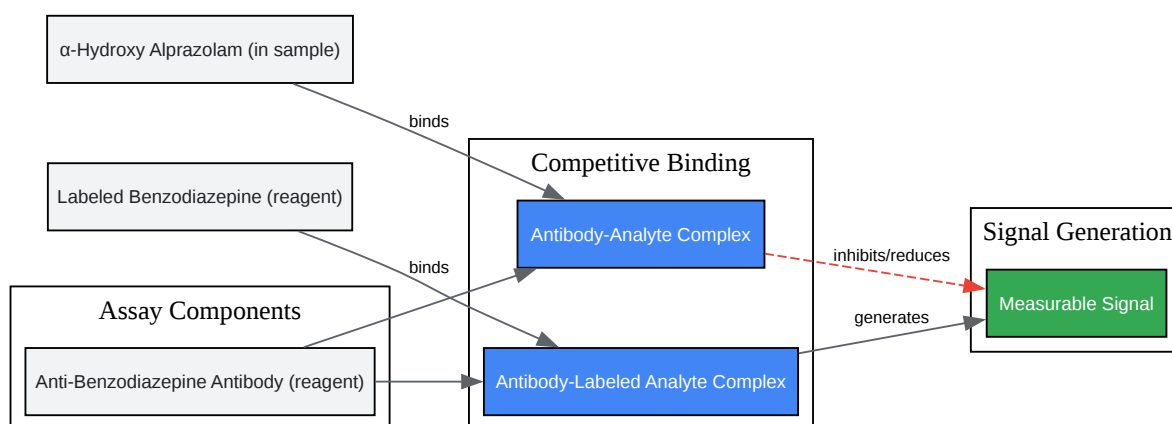 α-Hydroxy Alprazolam (in sample)
binds
Competitive Binding
Labeled Benzodiazepine (reagent)
Antibody-Analyte Complex
Signal Generation
inhibits/reduces
binds
Assay Components
Measurable Signal
generates
Anti-Benzodiazepine Antibody (reagent)
Antibody-Labeled Analyte Complex